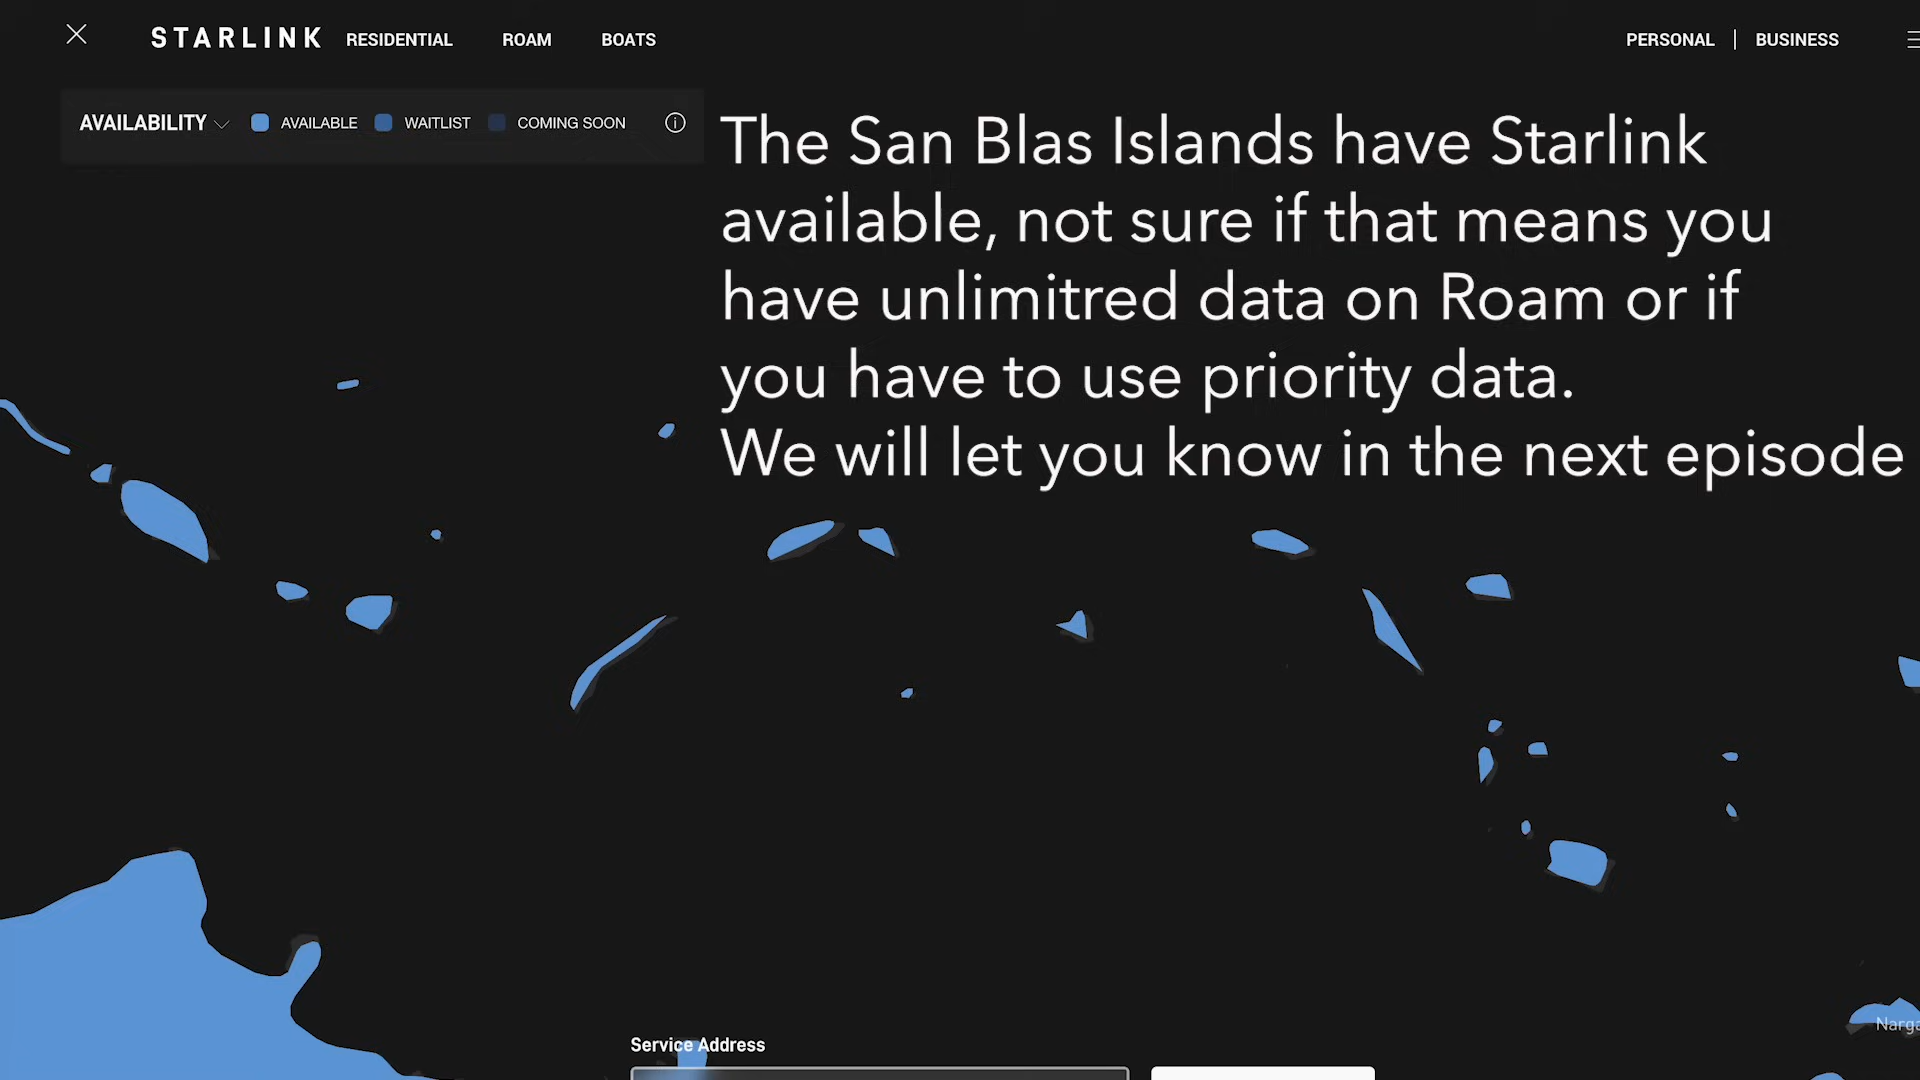 STARLINK RESIDENTIAL ROAM BOATS PERSONAL | BUSINESS
AVAILABILITY AVAILABLE WAITLIST COMING SOON
The San Blas Islands have Starlink
available, not sure if that means you
have unlimitred data on Roam or if
you have to use priority data.
We will let you know in the next episode
Service Address